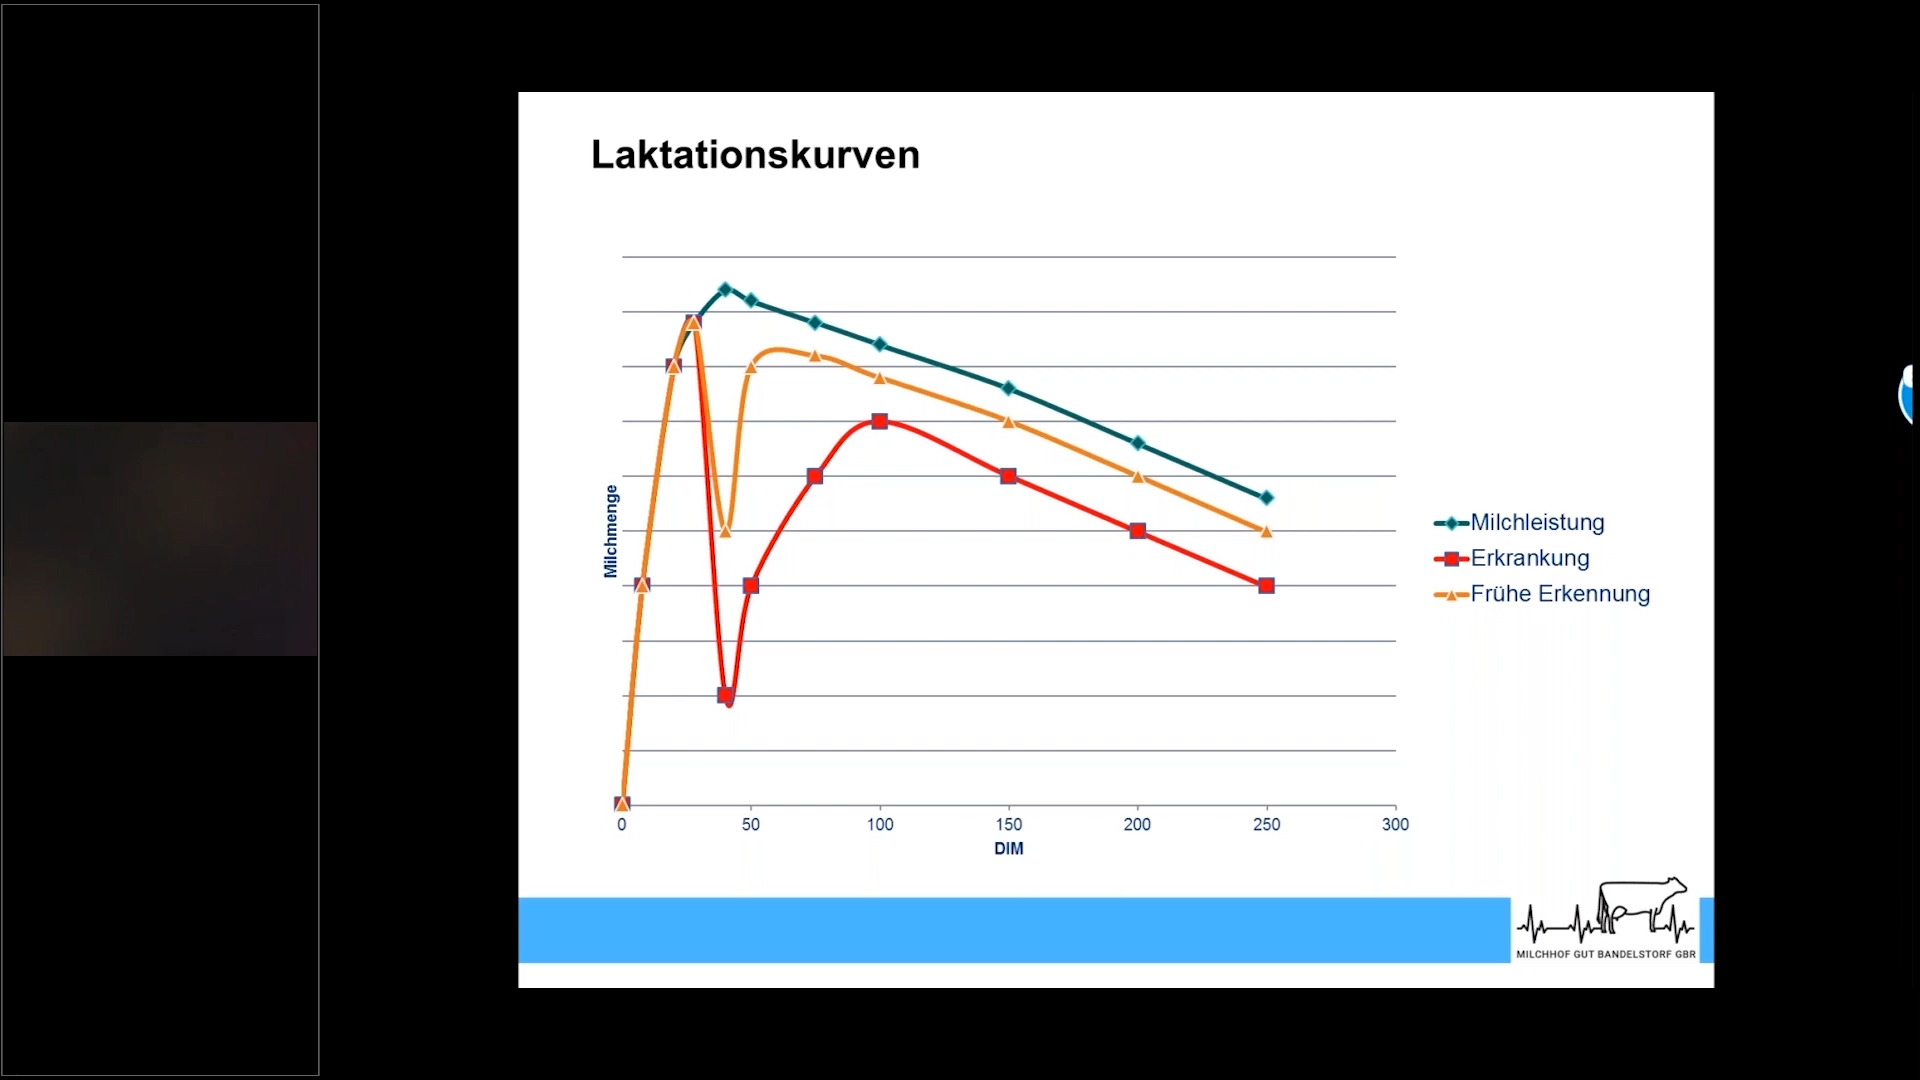 Laktationskurven
Milchmenge
Milchleistung
Erkrankung
Frühe Erkennung
0 50 100 150 200 250 300
DIM
MILCHHOF GUT BANDELSTORF GBR